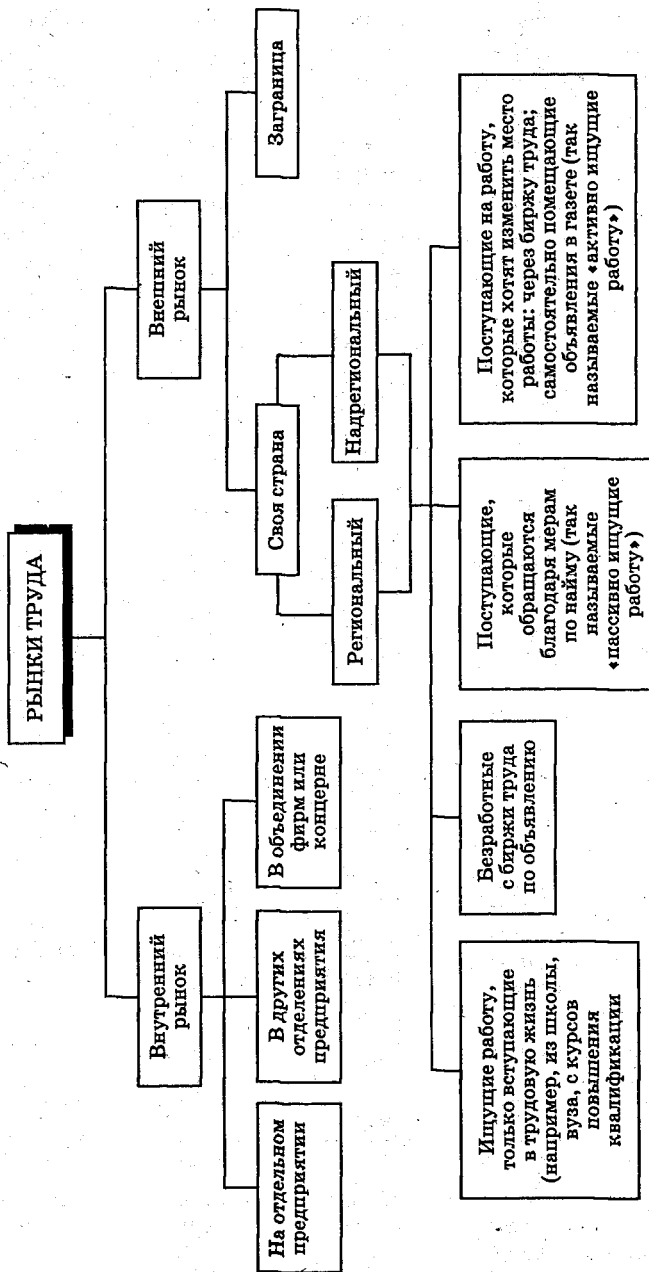 РЫНКИ ТРУДА
Внутренний
рынок
Внешний
рынок
На отдельном
предприятии
В других
отделениях
предприятия
В объединении
фирм или
концерне
Своя страна
Заграница
Региональный
Надрегиональный
Ищущие работу,
только вступающие
в трудовую жизнь
(например, из школы,
вуза, с курсов
повышения
квалификации
Безработные
с биржи труда
по объявлению
Поступающие,
которые
обращаются
благодаря мерам
по найму (так
называемые
«пассивно ищущие
работу»)
Поступающие на работу,
которые хотят изменить место
работы: через биржу труда;
самостоятельно помещающие
объявления в газете (так
называемые «активно ищущие
работу»)